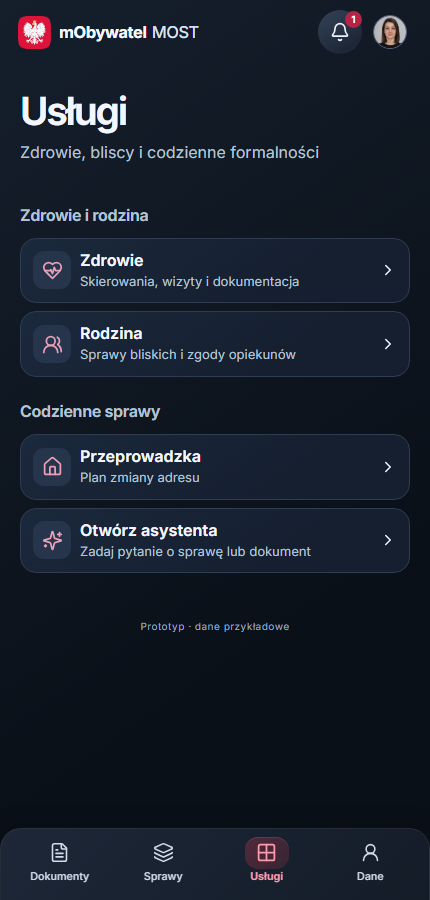 mObywatel MOST
1
Usługi
Zdrowie, bliscy i codzienne formalności
Zdrowie i rodzina
Zdrowie
Skierowania, wizyty i dokumentacja
Rodzina
Sprawy bliskich i zgody opiekunów
Codzienne sprawy
Przeprowadzka
Plan zmiany adresu
Otwórz asystenta
Zadaj pytanie o sprawę lub dokument
Prototyp · dane przykładowe
Dokumenty
Sprawy
Usługi
Dane